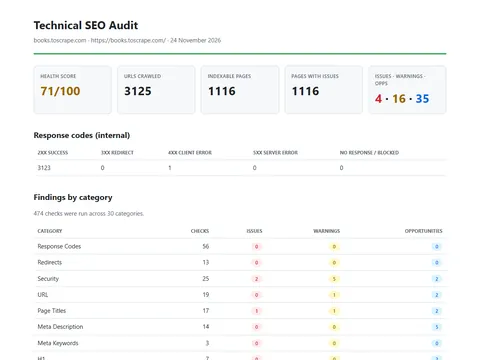 Technical SEO Audit
books.toscrape.com · https://books.toscrape.com/ · 24 November 2026
HEALTH SCORE
71/100
URLS CRAWLED
3125
INDEXABLE PAGES
1116
PAGES WITH ISSUES
1116
ISSUES · WARNINGS · OPPS
4 · 16 · 35
Response codes (internal)
2XX SUCCESS 3XX REDIRECT 4XX CLIENT ERROR 5XX SERVER ERROR NO RESPONSE / BLOCKED
3123 0 1 0 0
Findings by category
474 checks were run across 30 categories.
CATEGORY CHECKS ISSUES WARNINGS OPPORTUNITIES
Response Codes 56 0 0 0
Redirects 13 0 0 0
Security 25 2 5 2
URL 19 0 1 2
Page Titles 17 1 1 2
Meta Description 14 0 0 5
Meta Keywords 3 0 0 0
H1 7